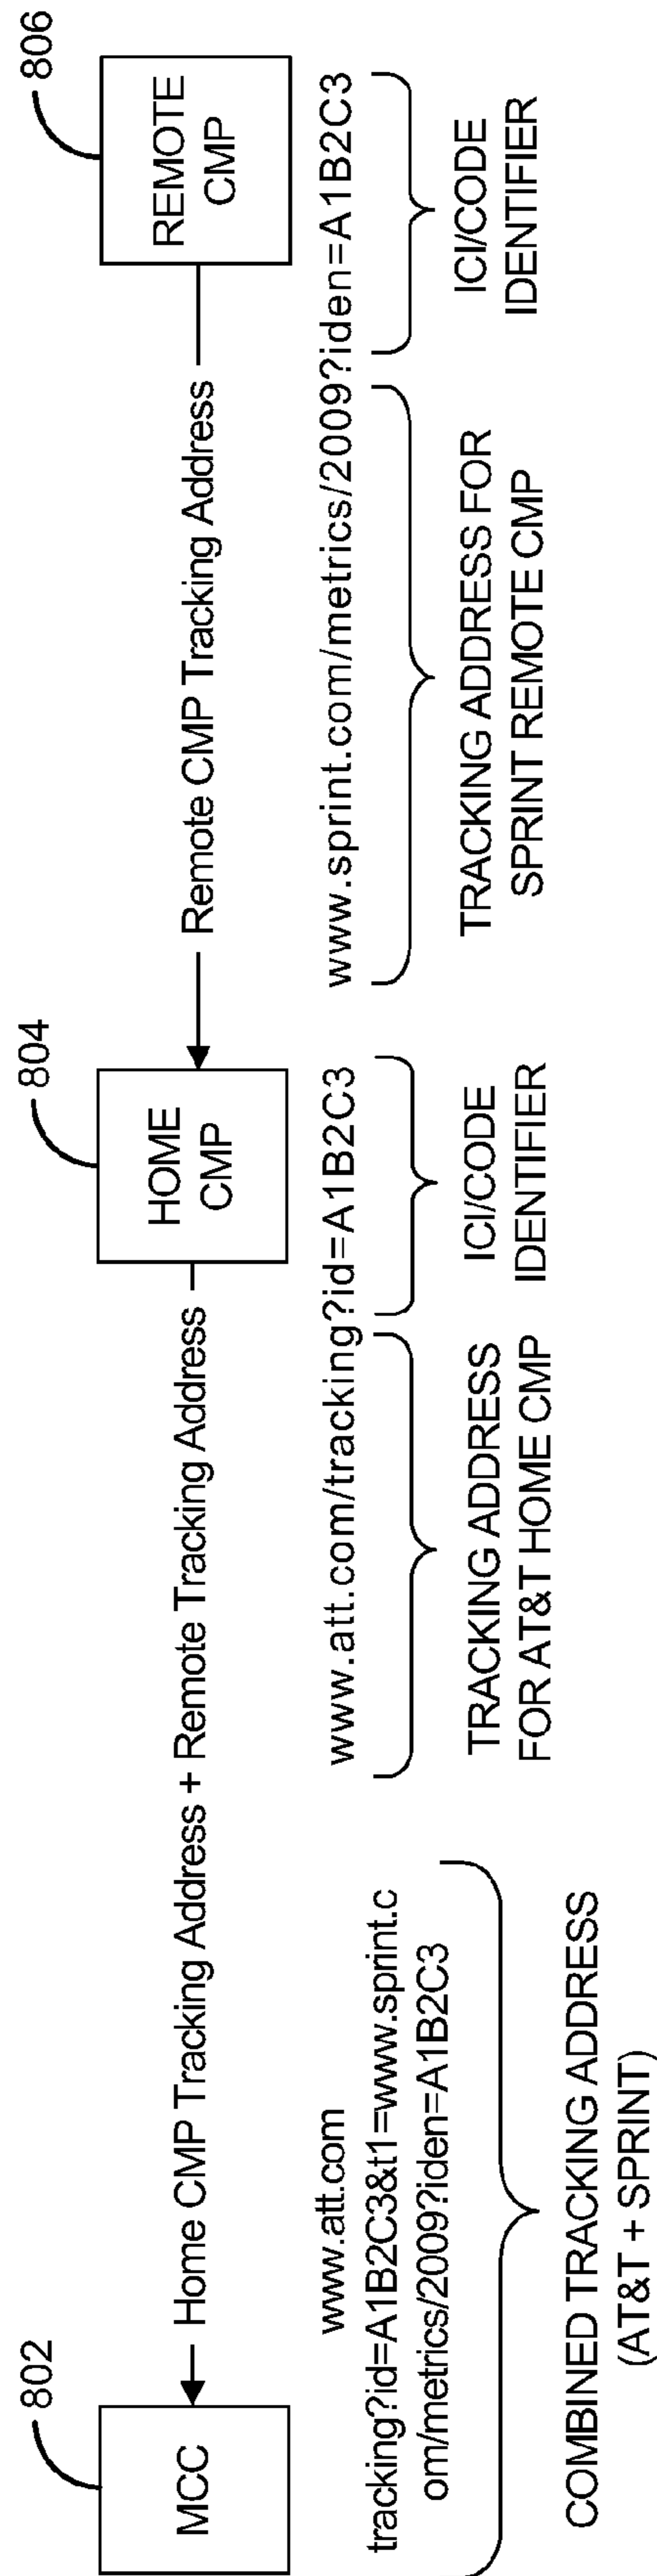 802
804
806
MCC
Home CMP Tracking Address + Remote Tracking Address
HOME
CMP
Remote CMP Tracking Address
REMOTE
CMP
www.att.com
tracking?id=A1B2C3&t1=www.sprint.c
om/metrics/2009?iden=A1B2C3
COMBINED TRACKING ADDRESS
(AT&T + SPRINT)
www.att.com/tracking?id=A1B2C3
TRACKING ADDRESS
FOR AT&T HOME CMP
ICI/CODE
IDENTIFIER
www.sprint.com/metrics/2009?iden=A1B2C3
TRACKING ADDRESS FOR
SPRINT REMOTE CMP
ICI/CODE
IDENTIFIER